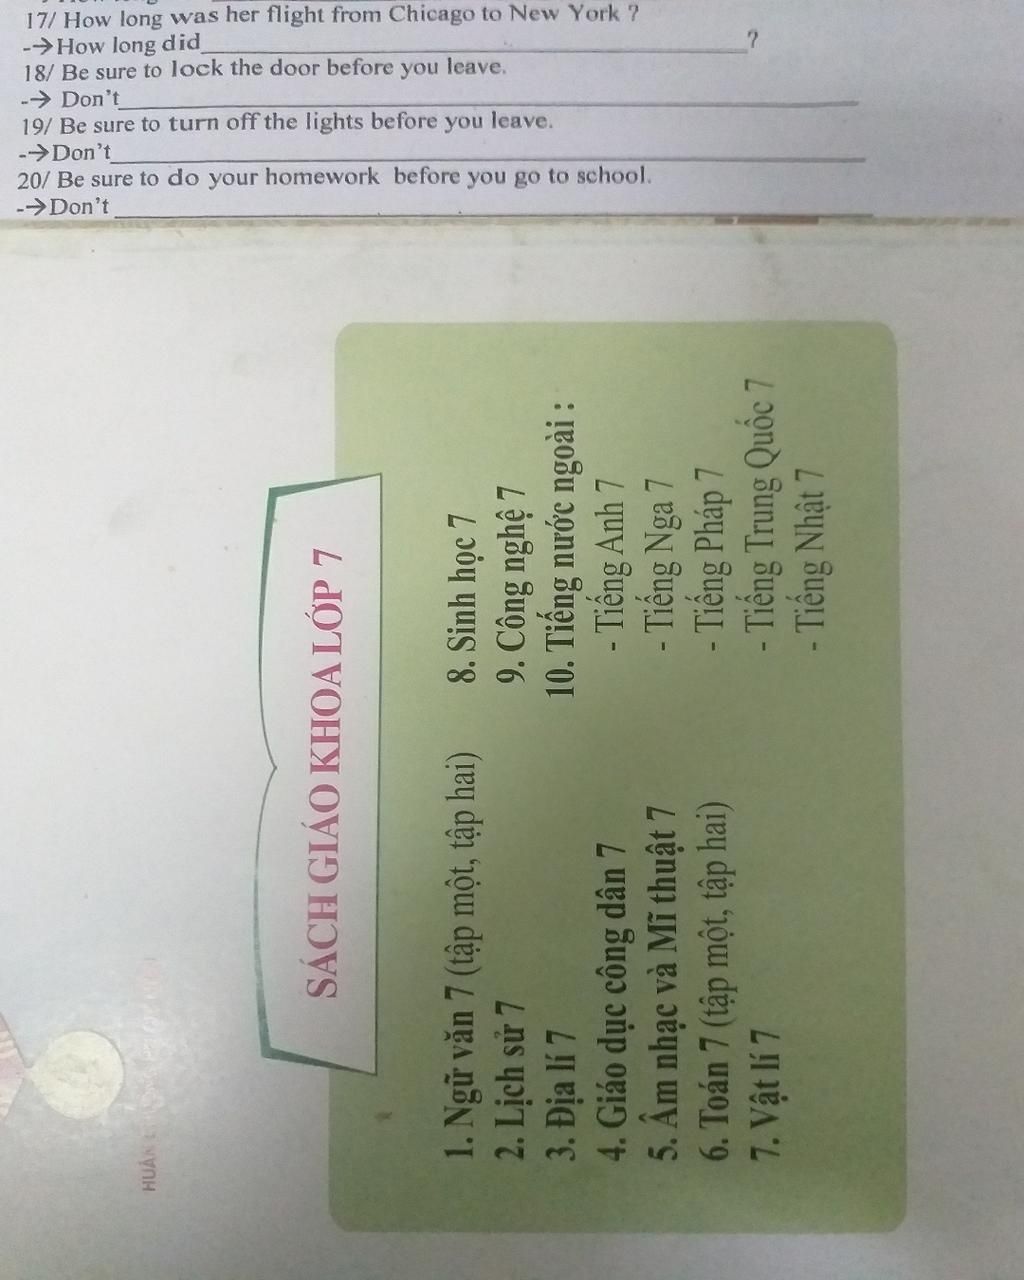 17/ How long was her flight from Chicago to New York ?
-→How long did_______________?
18/ Be sure to lock the door before you leave.
-→ Don't_______________
19/ Be sure to turn off the lights before you leave.
-→Don't_______________
20/ Be sure to do your homework before you go to school.
-→Don't _______________
SÁCH GIÁO KHOA LỚP 7
1. Ngữ văn 7 (tập một, tập hai)
2. Lịch sử 7
3. Địa lí 7
4. Giáo dục công dân 7
5. Âm nhạc và Mĩ thuật 7
6. Toán 7 (tập một, tập hai)
7. Vật lí 7
8. Sinh học 7
9. Công nghệ 7
10. Tiếng nước ngoài :
- Tiếng Anh 7
- Tiếng Nga 7
- Tiếng Pháp 7
- Tiếng Trung Quốc 7
- Tiếng Nhật 7
HUÂN